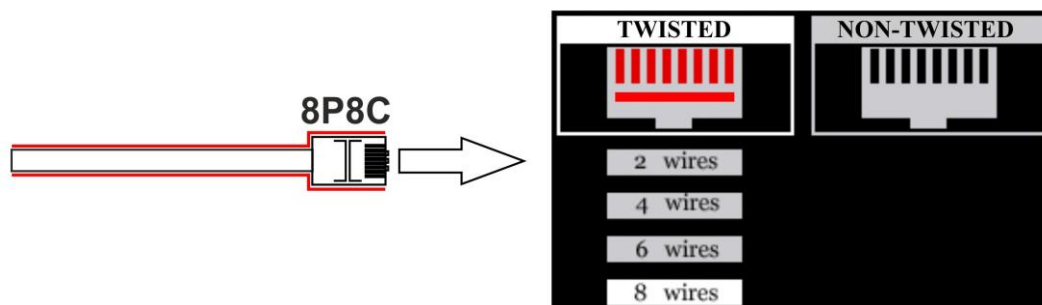 8P8C
TWISTED
NON-TWISTED
2 wires
4 wires
6 wires
8 wires